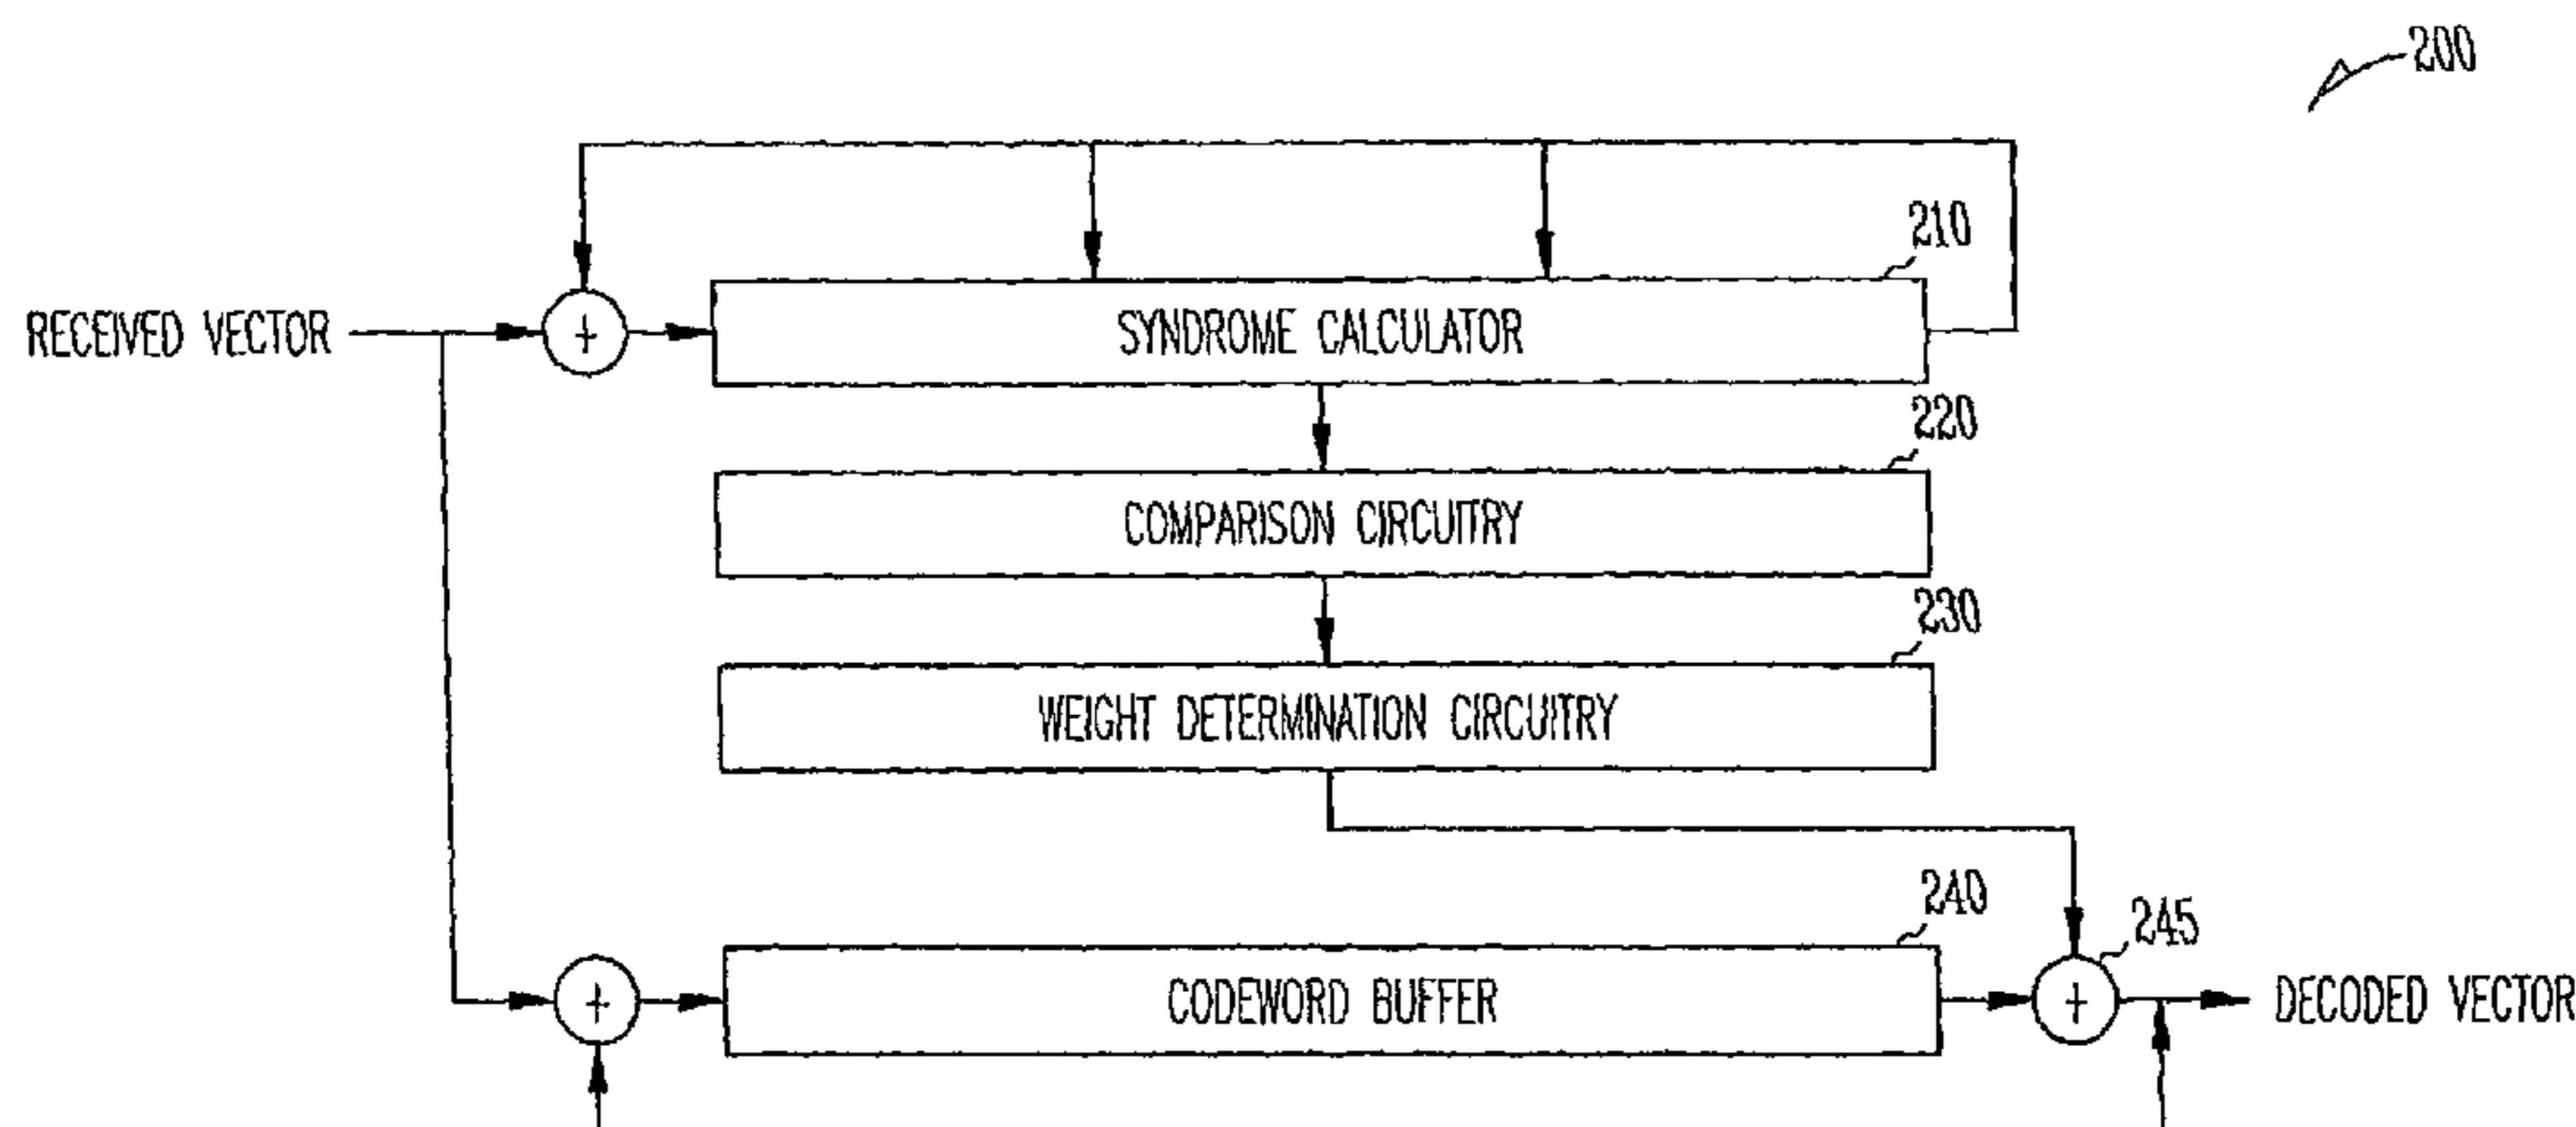 200
210
RECEIVED VECTOR
+
SYNDROME CALCULATOR
220
COMPARISON CIRCUITRY
230
WEIGHT DETERMINATION CIRCUITRY
240
245
+
CODEWORD BUFFER
+
DECODED VECTOR